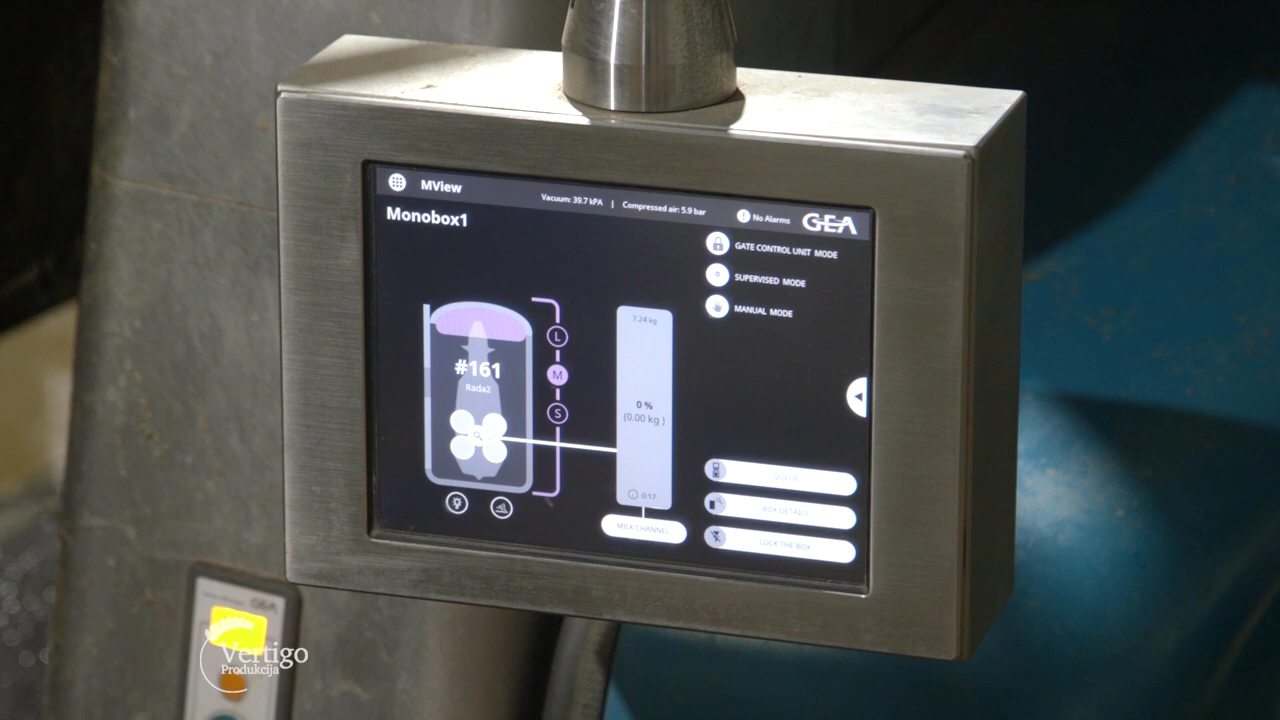 MView
Vacuum: 39.7 kPA | Compressed air: 5.9 bar
No Alarms
GEA
Monobox1
GATE CONTROL UNIT MODE
SUPERVISED MODE
MANUAL MODE
L
M
S
#161
Rada2
7.24 kg
0 %
(0.00 kg )
0:17
MILK CHANNEL
BOX DETAILS
LOCK THE BOX
GEA
Vertigo
Produkcija